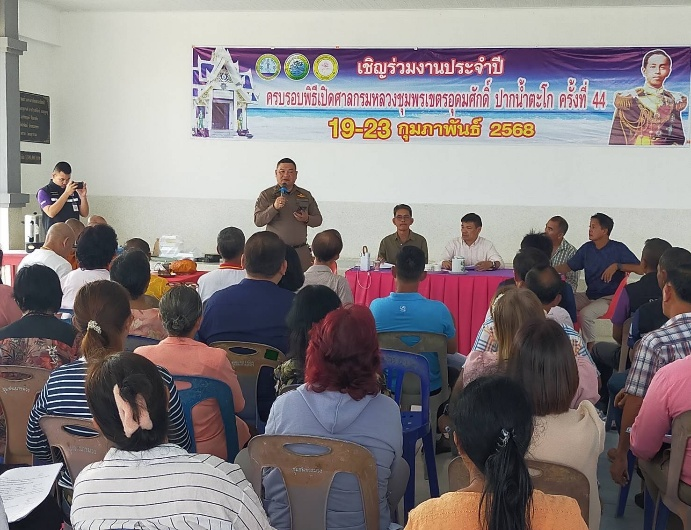 เชิญร่วมงานประจำปี
ครบรอบพิธีเปิดศาลกรมหลวงชุมพรเขตรอุดมศักดิ์ ปากน้ำตะโก ครั้งที่ 44
19-23 กุมภาพันธ์ 2568